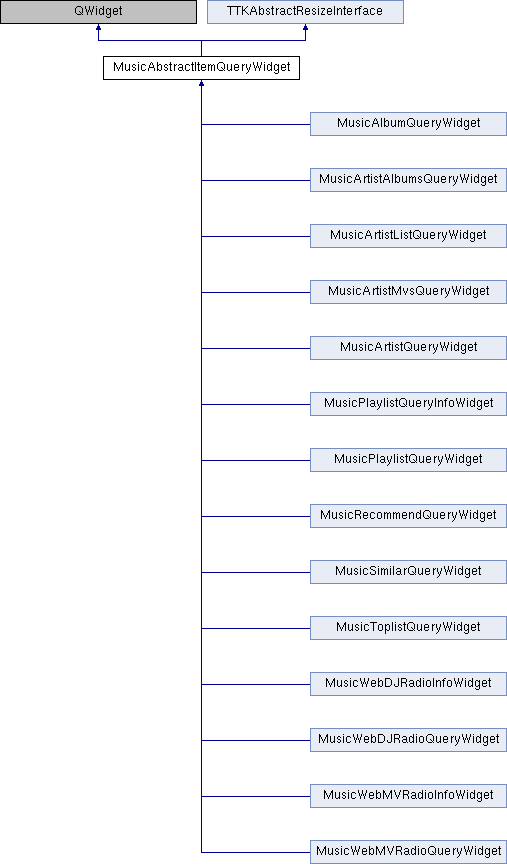 QWidget
TTKAbstractResizeInterface
MusicAbstractItemQueryWidget
MusicAlbumQueryWidget
MusicArtistAlbumsQueryWidget
MusicArtistListQueryWidget
MusicArtistMvsQueryWidget
MusicArtistQueryWidget
MusicPlaylistQueryInfoWidget
MusicPlaylistQueryWidget
MusicRecommendQueryWidget
MusicSimilarQueryWidget
MusicToplistQueryWidget
MusicWebDJRadioInfoWidget
MusicWebDJRadioQueryWidget
MusicWebMVRadioInfoWidget
MusicWebMVRadioQueryWidget